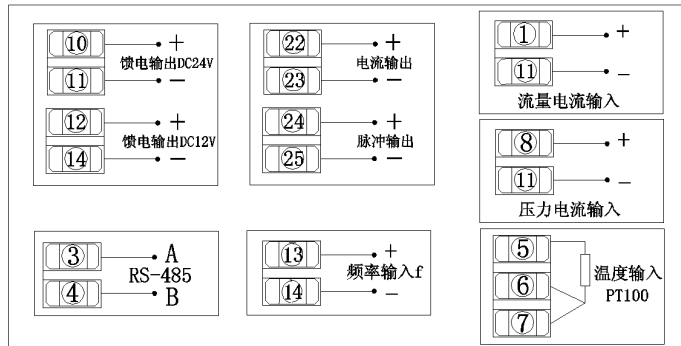 10 +
馈电输出DC24V
11 −
12 +
馈电输出DC12V
14 −
22 +
电流输出
23 −
24 +
脉冲输出
25 −
1 +
11 −
流量电流输入
8 +
11 −
压力电流输入
3 A
RS-485
4 B
13 +
频率输入f
14 −
5
温度输入
6
PT100
7